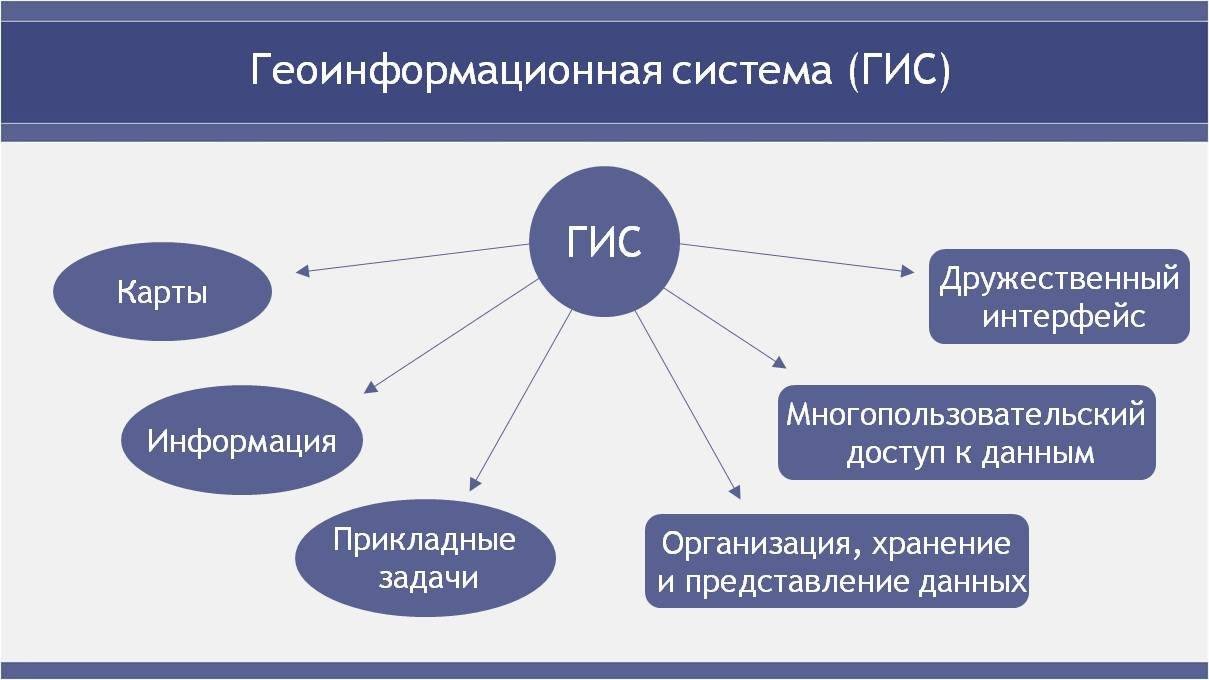 Геоинформационная система (ГИС)
ГИС
Карты
Информация
Прикладные
задачи
Организация, хранение
и представление данных
Многопользовательский
доступ к данным
Дружественный
интерфейс